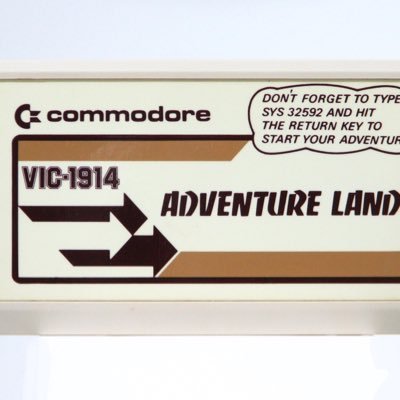 commodore
DON'T FORGET TO TYPE
SYS 32592 AND HIT
THE RETURN KEY TO
START YOUR ADVENTUR
VIC-1914
ADVENTURE LAND